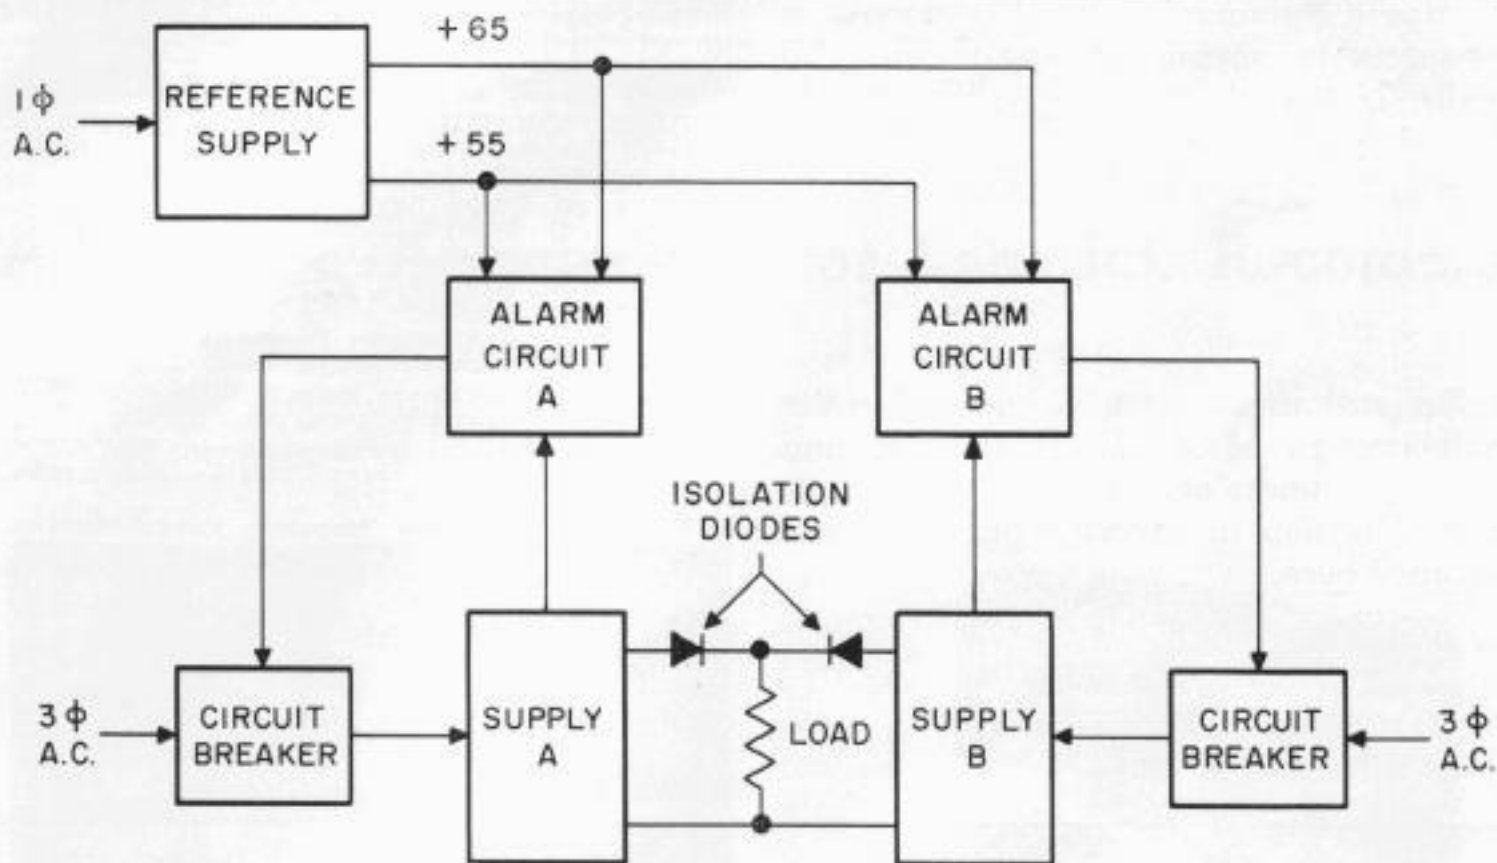 +65
1ϕ
A.C.
REFERENCE
SUPPLY
+55
ALARM
CIRCUIT
A
ALARM
CIRCUIT
B
ISOLATION
DIODES
3ϕ
A.C.
CIRCUIT
BREAKER
SUPPLY
A
LOAD
SUPPLY
B
CIRCUIT
BREAKER
3ϕ
A.C.